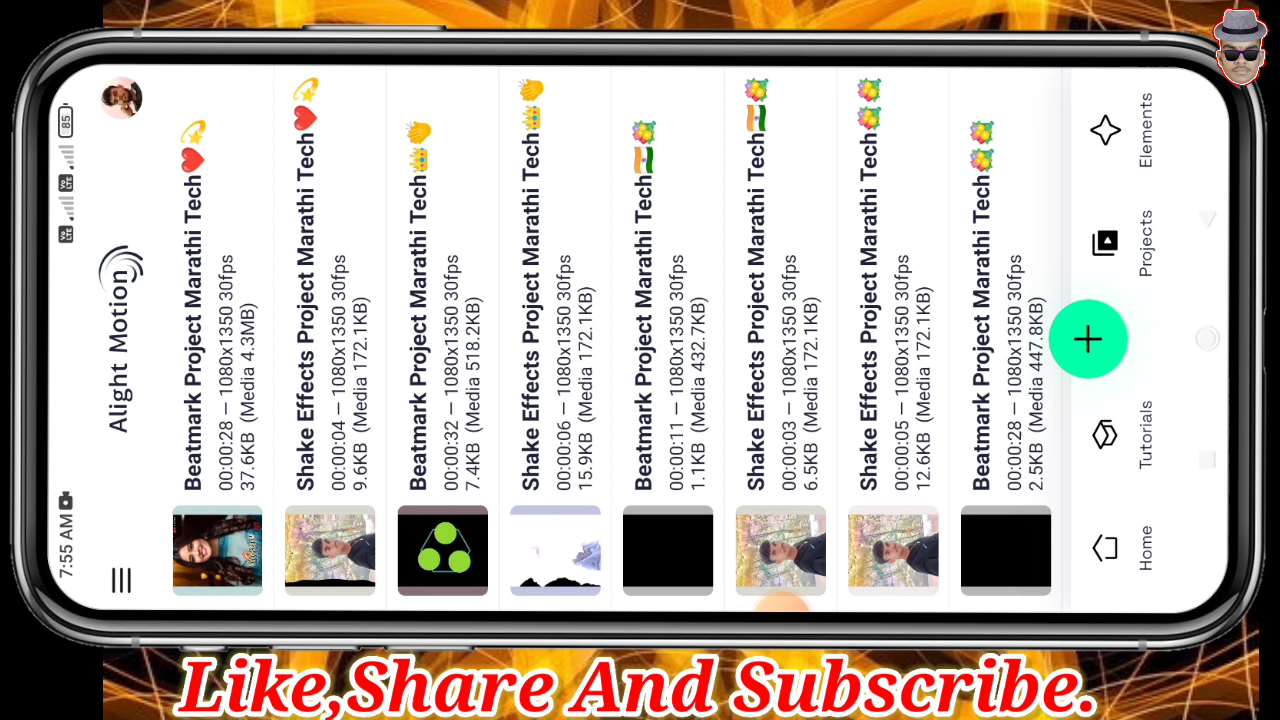 7:55 AM
Vo LTE
Vo LTE
85
Alight Motion
Beatmark Project Marathi Tech❤️💫
00:00:28 — 1080x1350 30fps
37.6KB (Media 4.3MB)
Shake Effects Project Marathi Tech❤️💫
00:00:04 — 1080x1350 30fps
9.6KB (Media 172.1KB)
Beatmark Project Marathi Tech👑👏
00:00:32 — 1080x1350 30fps
7.4KB (Media 518.2KB)
Shake Effects Project Marathi Tech👑👏
00:00:06 — 1080x1350 30fps
15.9KB (Media 172.1KB)
Beatmark Project Marathi Tech🇮🇳💐
00:00:11 — 1080x1350 30fps
1.1KB (Media 432.7KB)
Shake Effects Project Marathi Tech🇮🇳💐
00:00:03 — 1080x1350 30fps
6.5KB (Media 172.1KB)
Shake Effects Project Marathi Tech💐💐
00:00:05 — 1080x1350 30fps
12.6KB (Media 172.1KB)
Beatmark Project Marathi Tech💐💐
00:00:28 — 1080x1350 30fps
2.5KB (Media 447.8KB)
Home
Tutorials
Projects
Elements
Like,Share And Subscribe.